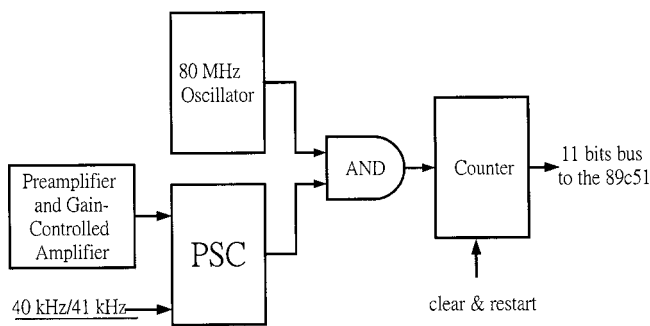 80 MHz
Oscillator
Preamplifier
and Gain-
Controlled
Amplifier
40 kHz/41 kHz
PSC
AND
Counter
11 bits bus
to the 89c51
clear & restart